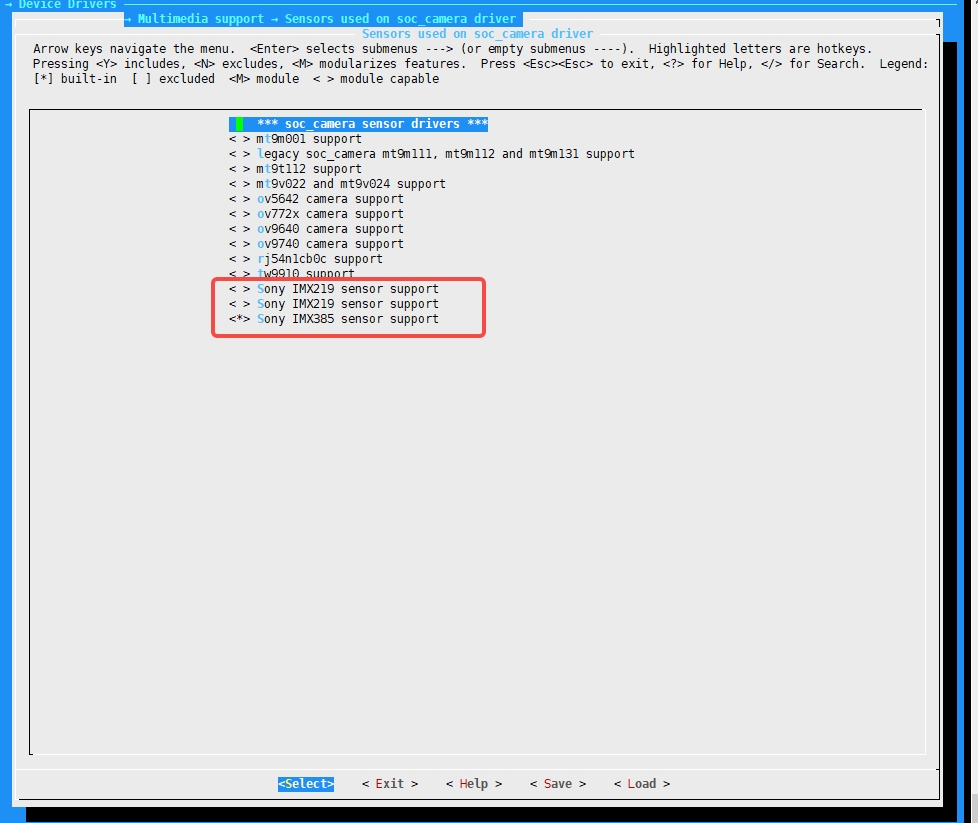 → Device Drivers
→ Multimedia support → Sensors used on soc_camera driver
Sensors used on soc_camera driver
Arrow keys navigate the menu.  <Enter> selects submenus ---> (or empty submenus ----).  Highlighted letters are hotkeys.
Pressing <Y> includes, <N> excludes, <M> modularizes features.  Press <Esc><Esc> to exit, <?> for Help, </> for Search.  Legend:
[*] built-in  [ ] excluded  <M> module  < > module capable
*** soc_camera sensor drivers ***
< > mt9m001 support
< > legacy soc_camera mt9m111, mt9m112 and mt9m131 support
< > mt9t112 support
< > mt9v022 and mt9v024 support
< > ov5642 camera support
< > ov772x camera support
< > ov9640 camera support
< > ov9740 camera support
< > rj54n1cb0c support
< > tw9910 support
< > Sony IMX219 sensor support
< > Sony IMX219 sensor support
<*> Sony IMX385 sensor support
<Select>    < Exit >    < Help >    < Save >    < Load >